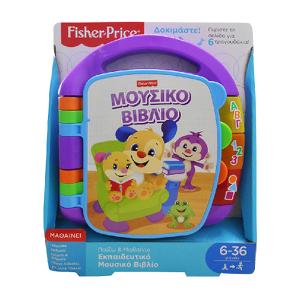 Fisher-Price
Δοκιμάστε!
Γυρίστε τη
σελίδα για
6 τραγουδάκια!
Fisher-Price
ΜΟΥΣΙΚΟ
ΒΙΒΛΙΟ
ΑΒΓ
123
ΜΑΘΑΙΝΕΙ
Παίζω & Μαθαίνω
Εκπαιδευτικό
Μουσικό Βιβλίο
6-36